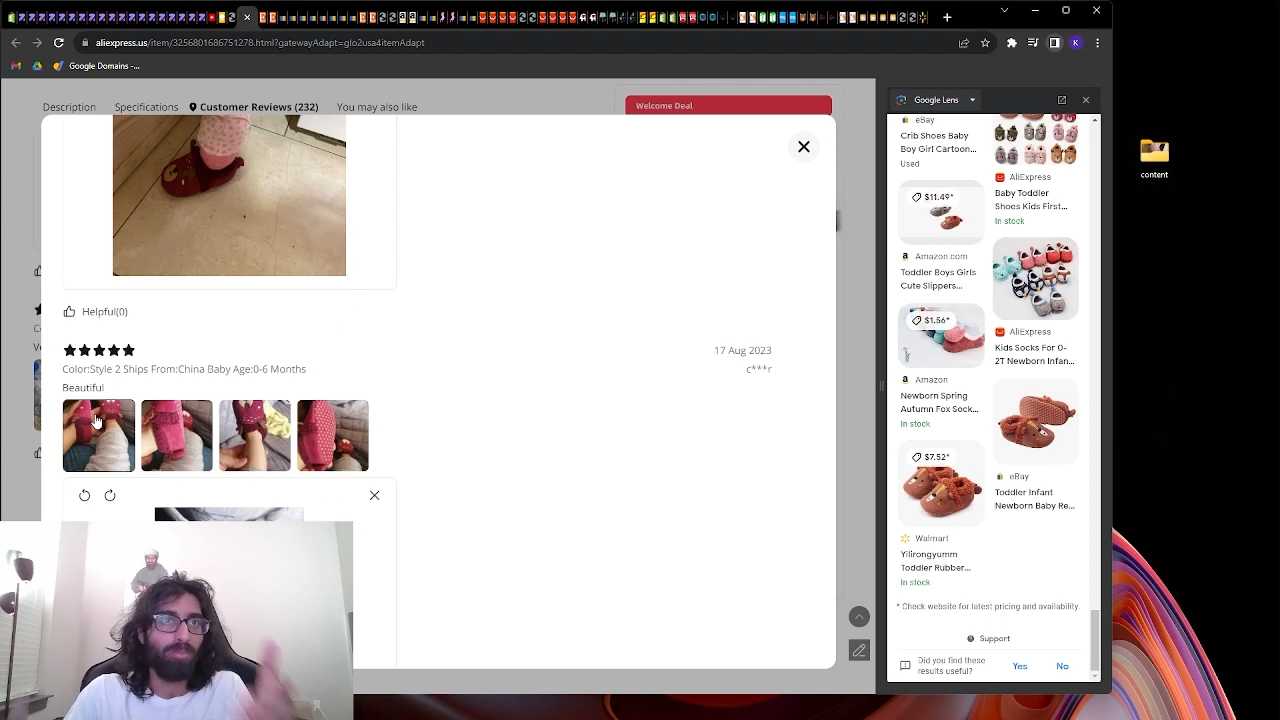 aliexpress.us/item/3256801686751278.html?gatewayAdapt=glo2usa4itemAdapt
K
Google Domains -...
Description
Specifications
Customer Reviews (232)
You may also like
Welcome Deal
Helpful(0)
17 Aug 2023
Color:Style 2 Ships From:China Baby Age:0-6 Months
c***r
Beautiful
Google Lens
eBay
Crib Shoes Baby
Boy Girl Cartoon...
Used
$11.49*
Amazon.com
Toddler Boys Girls
Cute Slippers...
$1.56*
Amazon
Newborn Spring
Autumn Fox Sock...
In stock
$7.52*
Walmart
Yilirongyumm
Toddler Rubber...
In stock
AliExpress
Baby Toddler
Shoes Kids First...
In stock
AliExpress
Kids Socks For 0-
2T Newborn Infan...
eBay
Toddler Infant
Newborn Baby Re...
* Check website for latest pricing and availability.
Support
Did you find these
results useful?
Yes
No
content